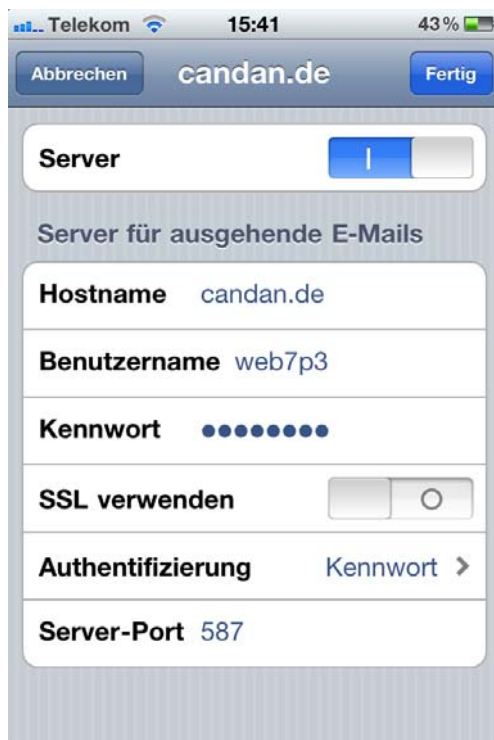 Telekom 15:41 43 %
Abbrechen candan.de Fertig
Server
Server für ausgehende E-Mails
Hostname candan.de
Benutzername web7p3
Kennwort ●●●●●●●●
SSL verwenden
Authentifizierung Kennwort >
Server-Port 587